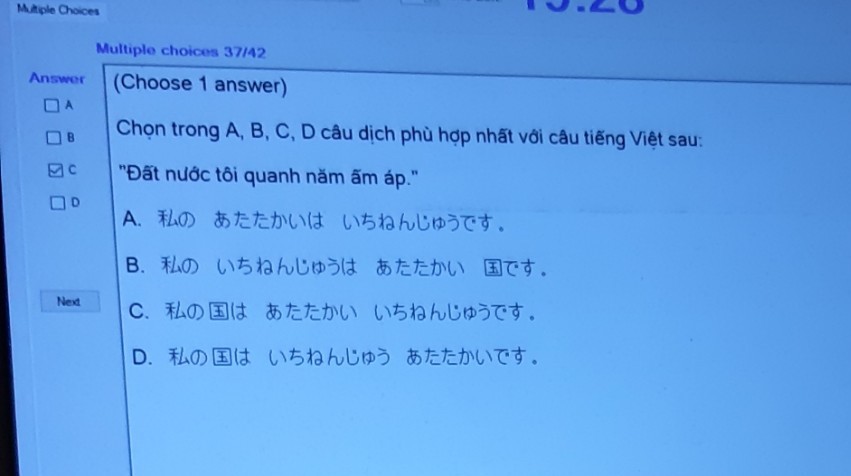 Multiple Choices
Multiple choices 37/42
Answer
(Choose 1 answer)
A
B
C
D
Chọn trong A, B, C, D câu dịch phù hợp nhất với câu tiếng Việt sau:
"Đất nước tôi quanh năm ấm áp."
A. 私の あたたかいは いちねんじゅうです。
B. 私の いちねんじゅうは あたたかい 国です。
C. 私の国は あたたかい いちねんじゅうです。
D. 私の国は いちねんじゅう あたたかいです。
Next